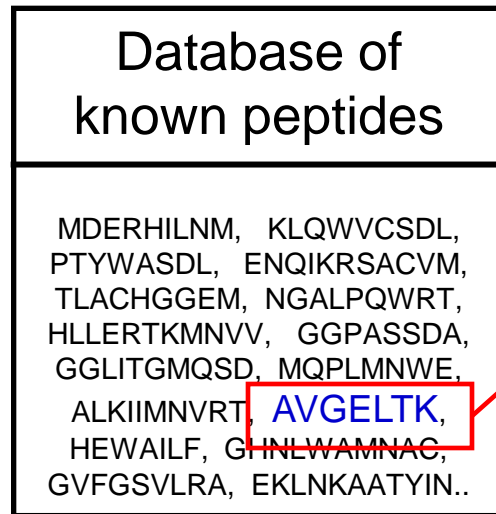 Database of
known peptides
MDERHILNM, KLQWVCSDL,
PTYWASDL, ENQIKRSACVM,
TLACHGGEM, NGALPQWRT,
HLLERTKMNVV, GGPASSDA,
GGLITGMQSD, MQPLMNWE,
ALKIIMNVRT, AVGELTK,
HEWAILF, GHNLWAMNAC,
GVFGSVLRA, EKLNKAATYIN..